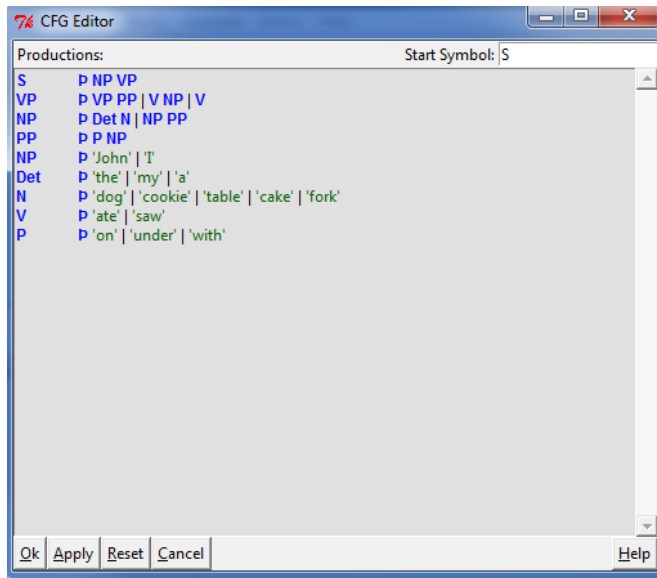 7% CFG Editor
Productions: Start Symbol: S
S Þ NP VP
VP Þ VP PP | V NP | V
NP Þ Det N | NP PP
PP Þ P NP
NP Þ 'John' | 'I'
Det Þ 'the' | 'my' | 'a'
N Þ 'dog' | 'cookie' | 'table' | 'cake' | 'fork'
V Þ 'ate' | 'saw'
P Þ 'on' | 'under' | 'with'
Ok Apply Reset Cancel Help